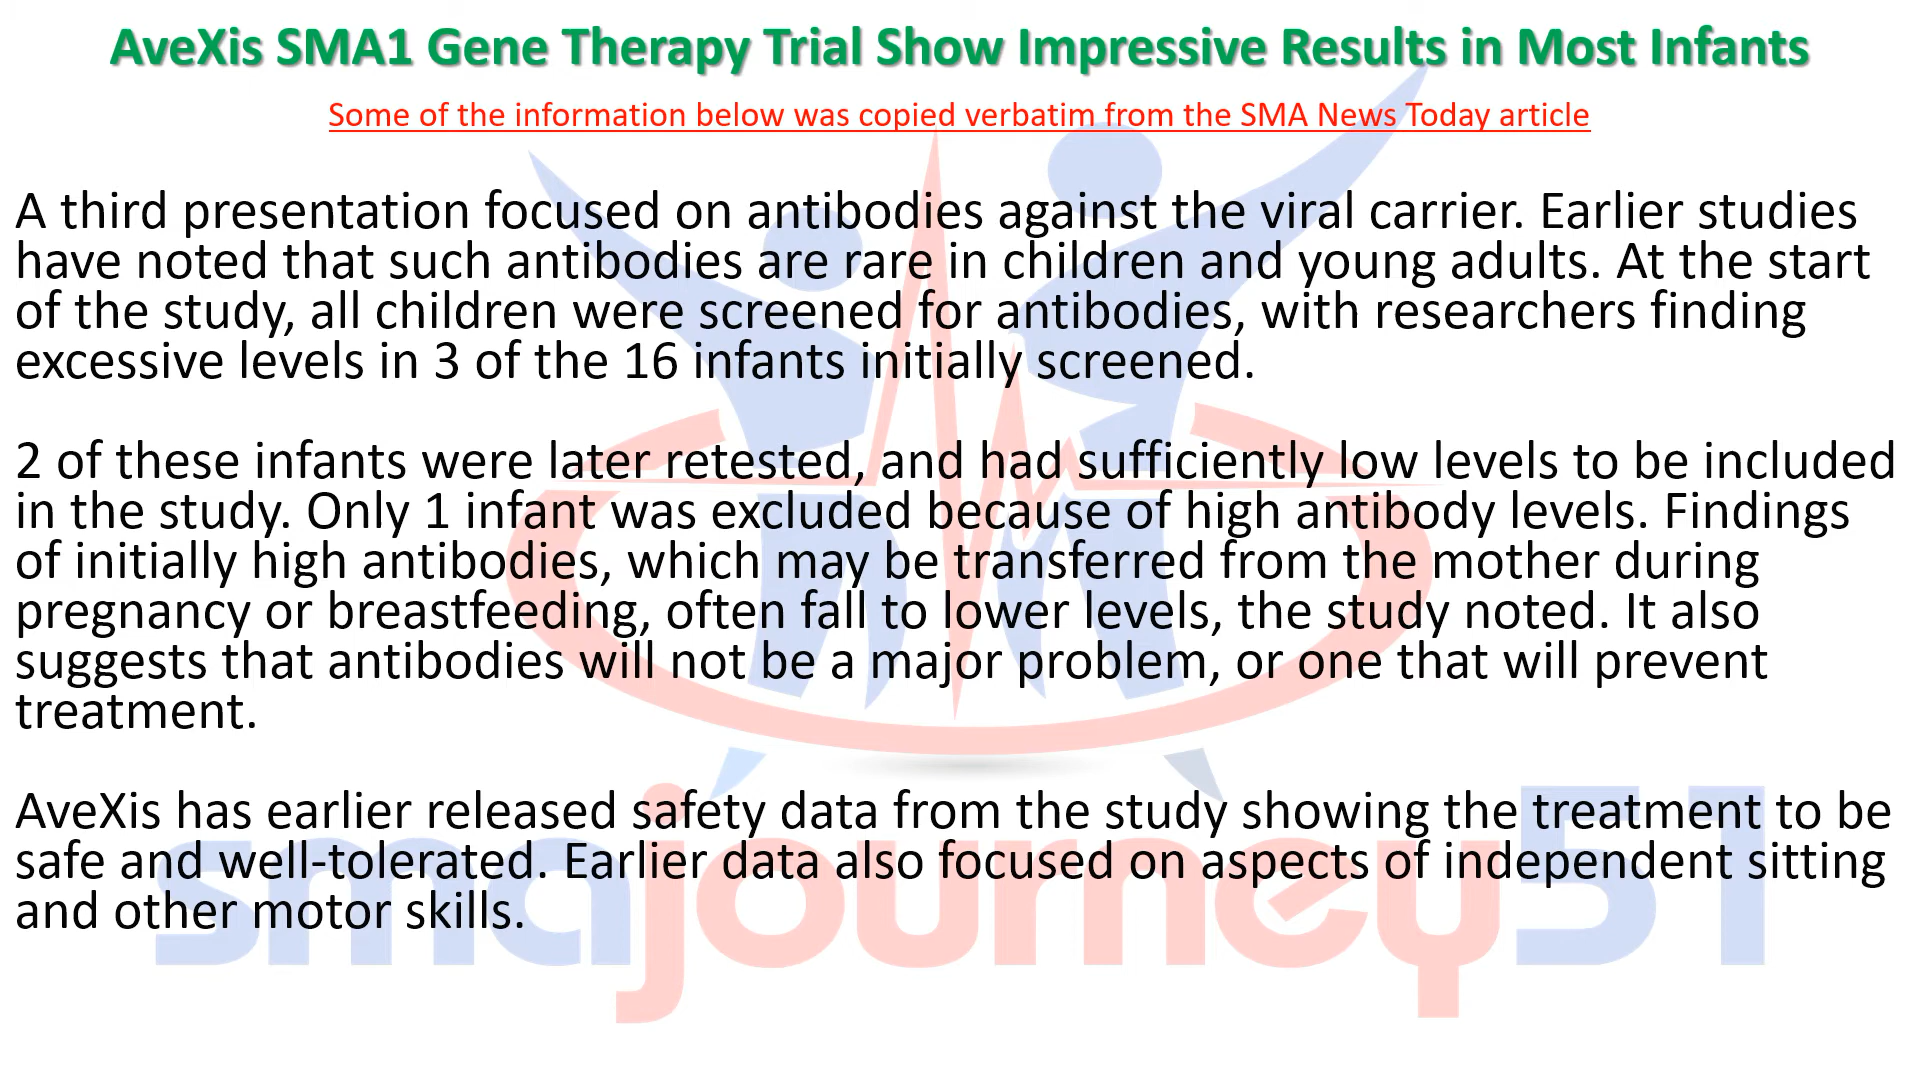 AveXis SMA1 Gene Therapy Trial Show Impressive Results in Most Infants
Some of the information below was copied verbatim from the SMA News Today article
A third presentation focused on antibodies against the viral carrier. Earlier studies
have noted that such antibodies are rare in children and young adults. At the start
of the study, all children were screened for antibodies, with researchers finding
excessive levels in 3 of the 16 infants initially screened.
2 of these infants were later retested, and had sufficiently low levels to be included
in the study. Only 1 infant was excluded because of high antibody levels. Findings
of initially high antibodies, which may be transferred from the mother during
pregnancy or breastfeeding, often fall to lower levels, the study noted. It also
suggests that antibodies will not be a major problem, or one that will prevent
treatment.
AveXis has earlier released safety data from the study showing the treatment to be
safe and well-tolerated. Earlier data also focused on aspects of independent sitting
and other motor skills.
smajourney51